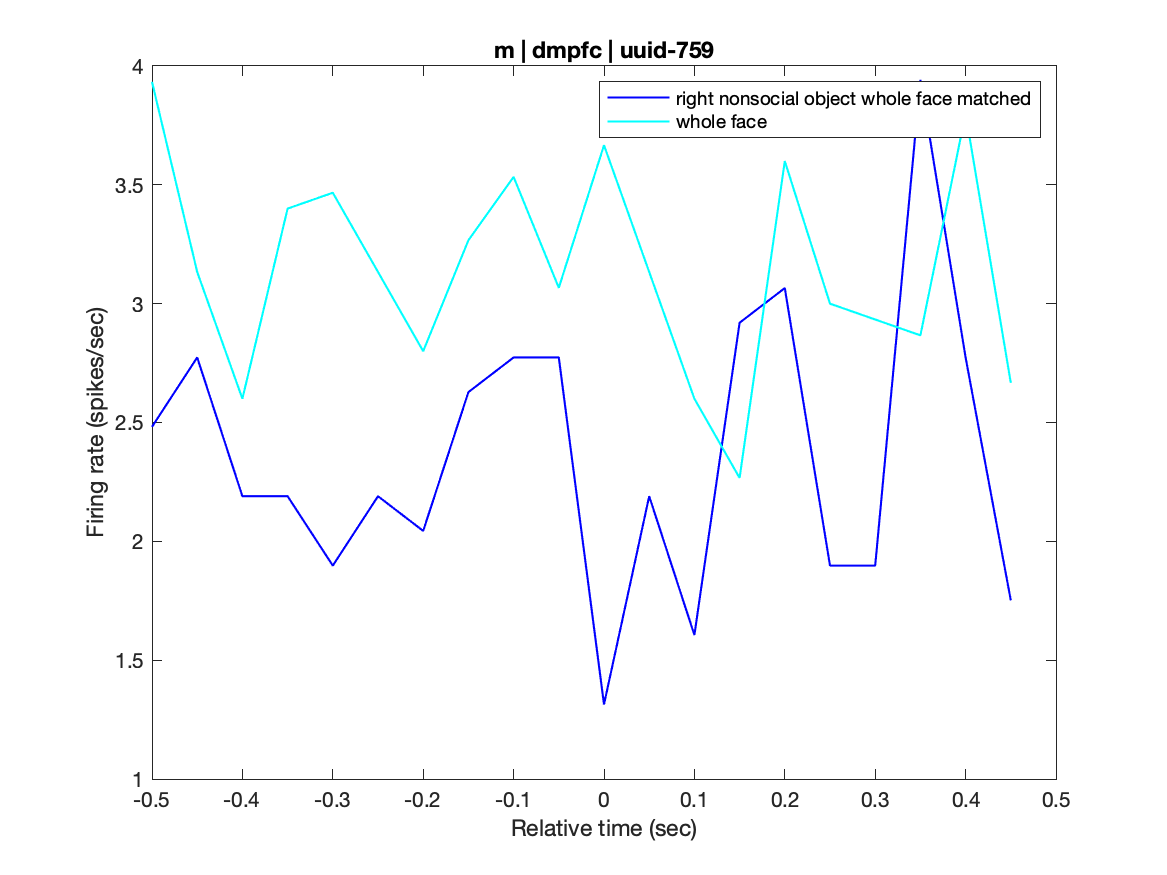 m | dmpfc | uuid-759
right nonsocial object whole face matched
whole face
Firing rate (spikes/sec)
4
3.5
3
2.5
2
1.5
1
-0.5 -0.4 -0.3 -0.2 -0.1 0 0.1 0.2 0.3 0.4 0.5
Relative time (sec)